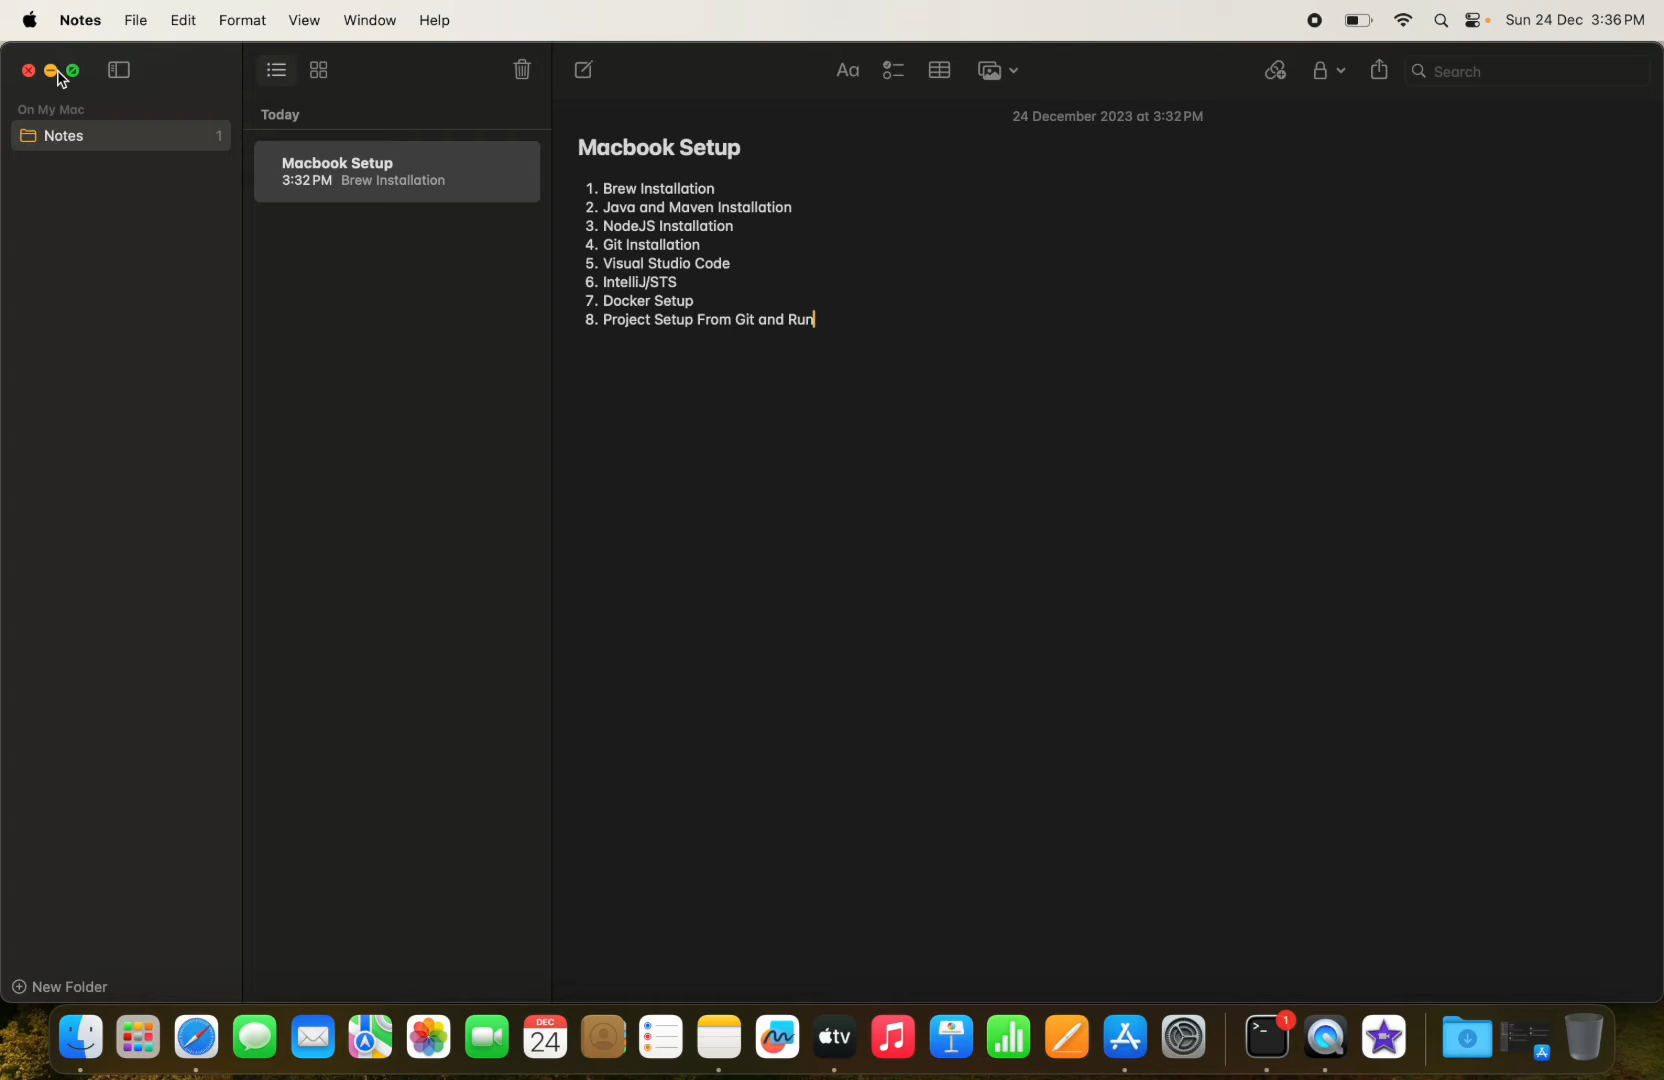 Notes File Edit Format View Window Help Sun 24 Dec 3:36 PM
Search
On My Mac
Notes 1
New Folder
Today
Macbook Setup
3:32 PM Brew Installation
24 December 2023 at 3:32 PM
Macbook Setup
1. Brew Installation
2. Java and Maven Installation
3. NodeJS Installation
4. Git Installation
5. Visual Studio Code
6. IntelliJ/STS
7. Docker Setup
8. Project Setup From Git and Run
DEC
24
tv
1